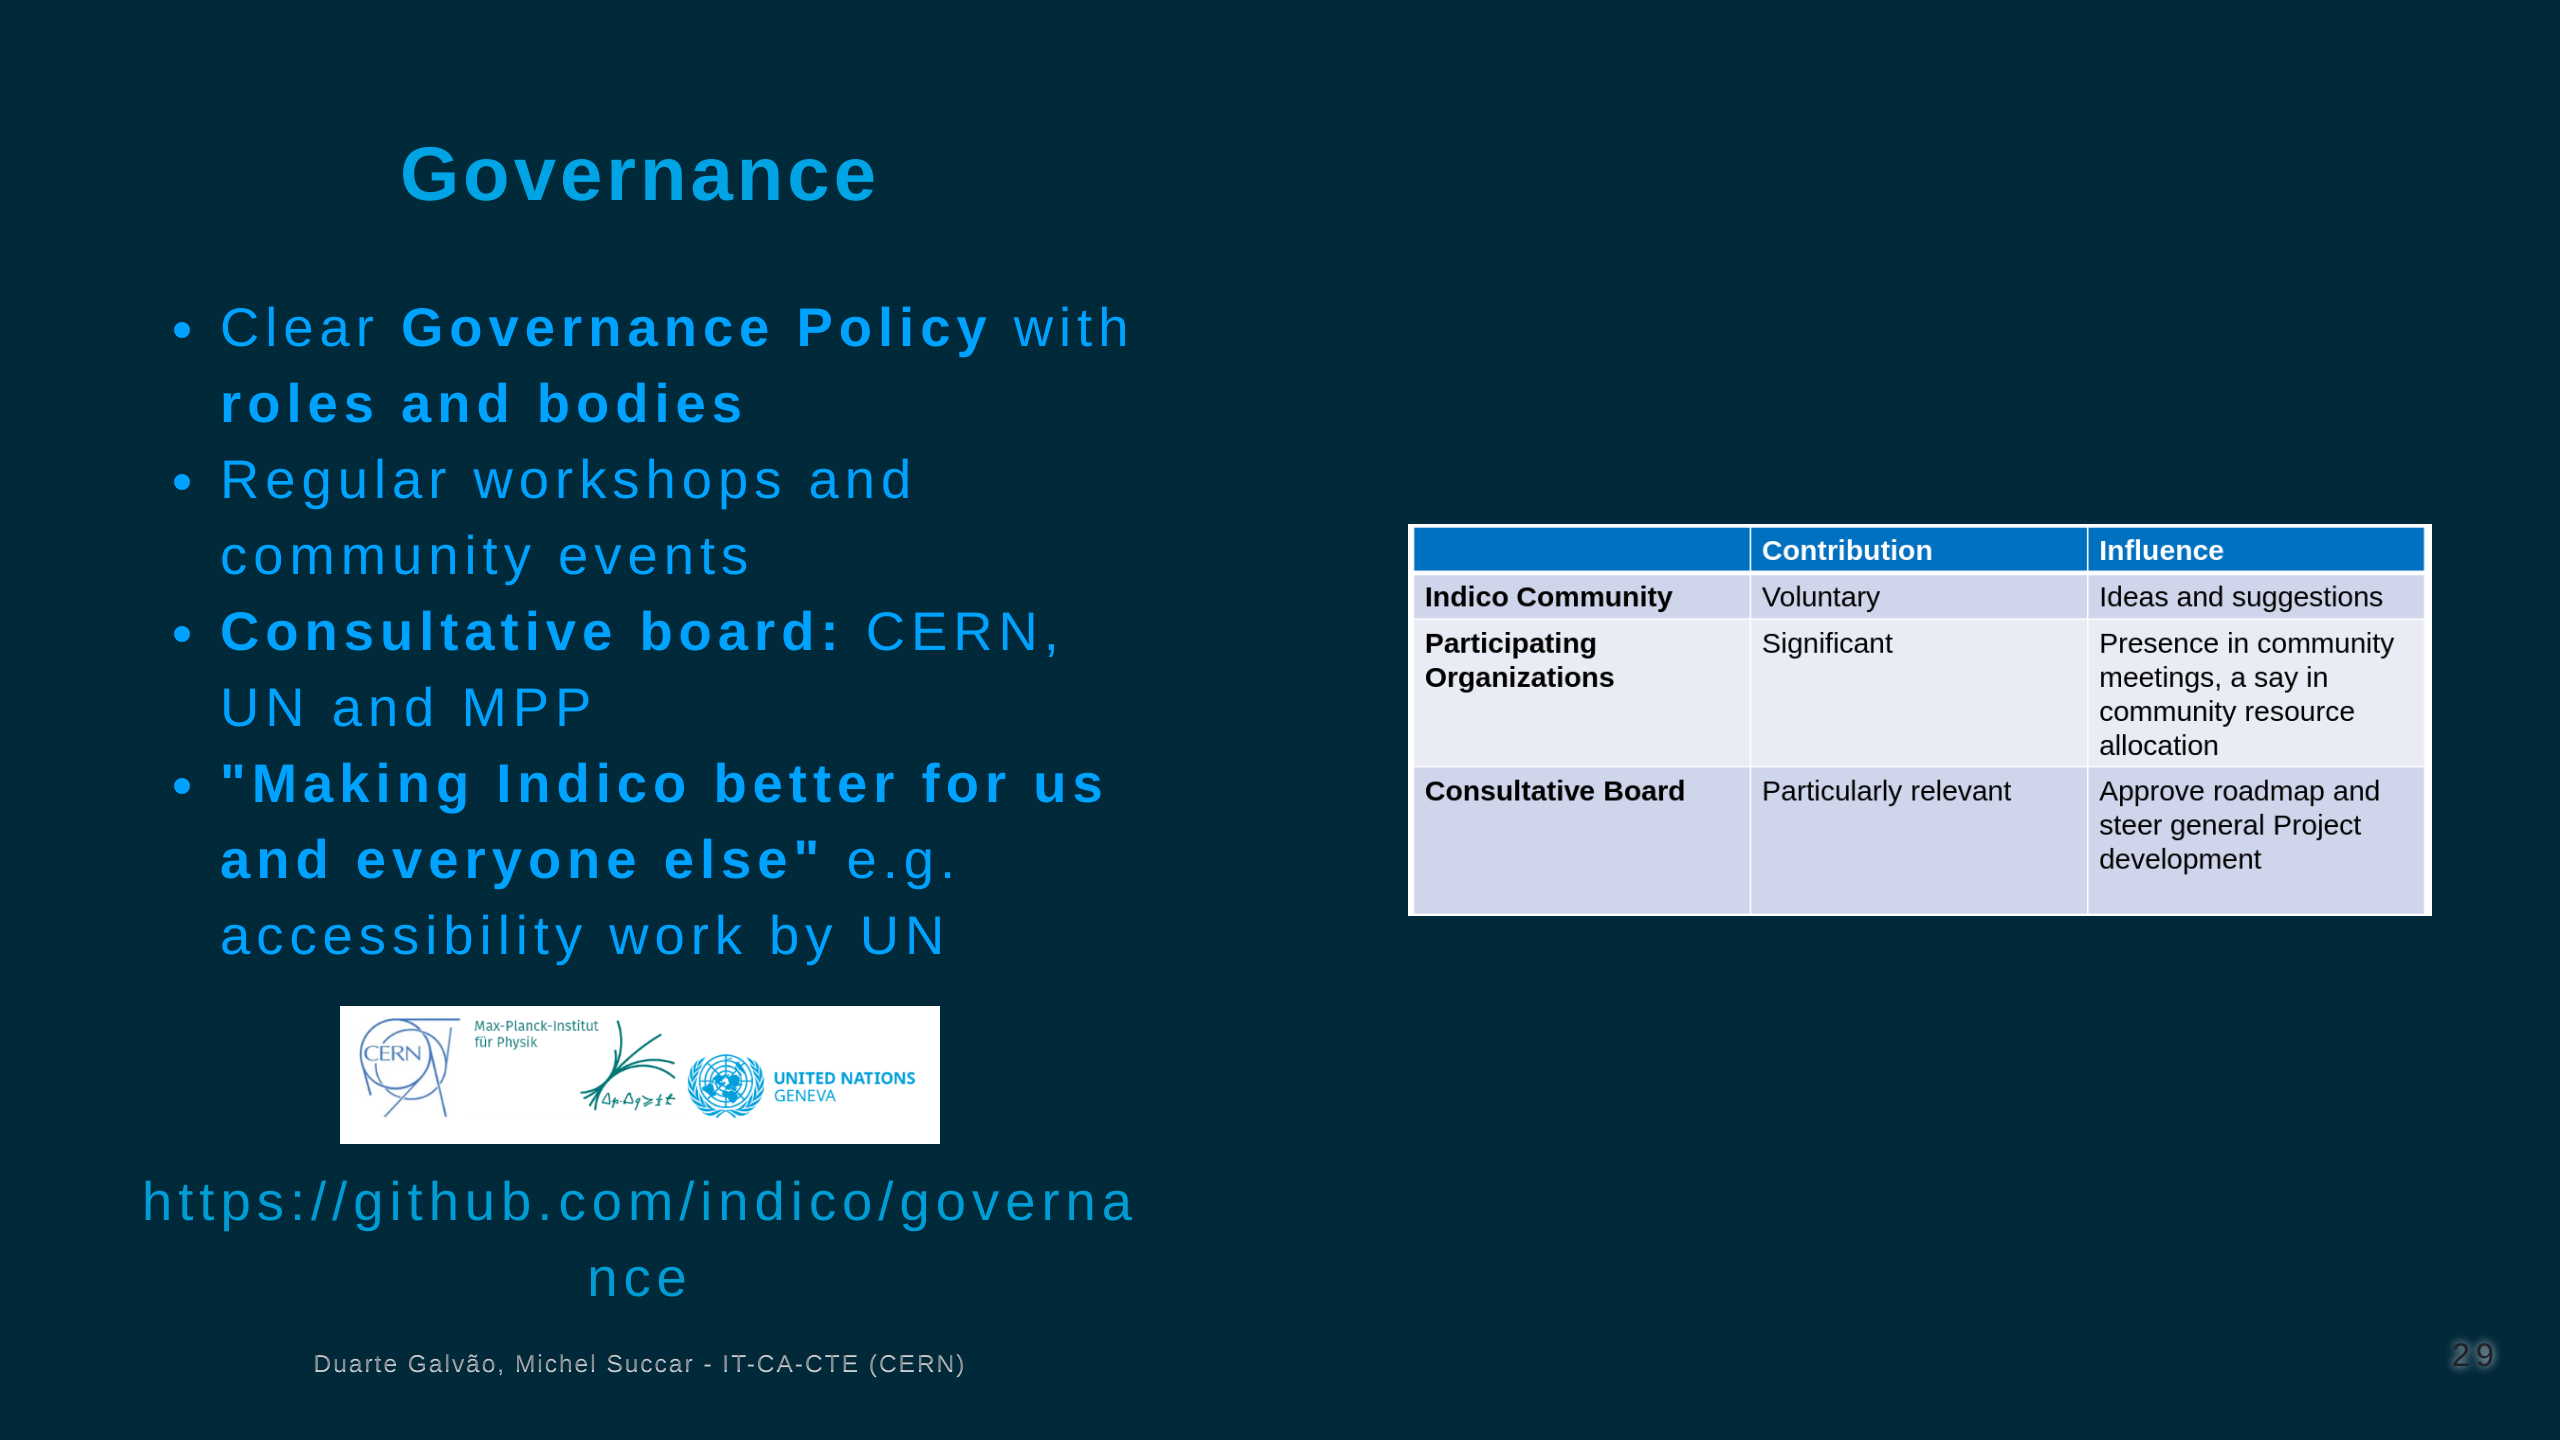 Governance
• Clear Governance Policy with
roles and bodies
• Regular workshops and
community events
• Consultative board: CERN,
UN and MPP
• "Making Indico better for us
and everyone else" e.g.
accessibility work by UN
CERN
Max-Planck-Institut
für Physik
Δp·Δq≥½ℏ
UNITED NATIONS
GENEVA
https://github.com/indico/governa
nce
Duarte Galvão, Michel Succar - IT-CA-CTE (CERN)
Contribution Influence
Indico Community Voluntary Ideas and suggestions
Participating Significant Presence in community
Organizations meetings, a say in
community resource
allocation
Consultative Board Particularly relevant Approve roadmap and
steer general Project
development
29